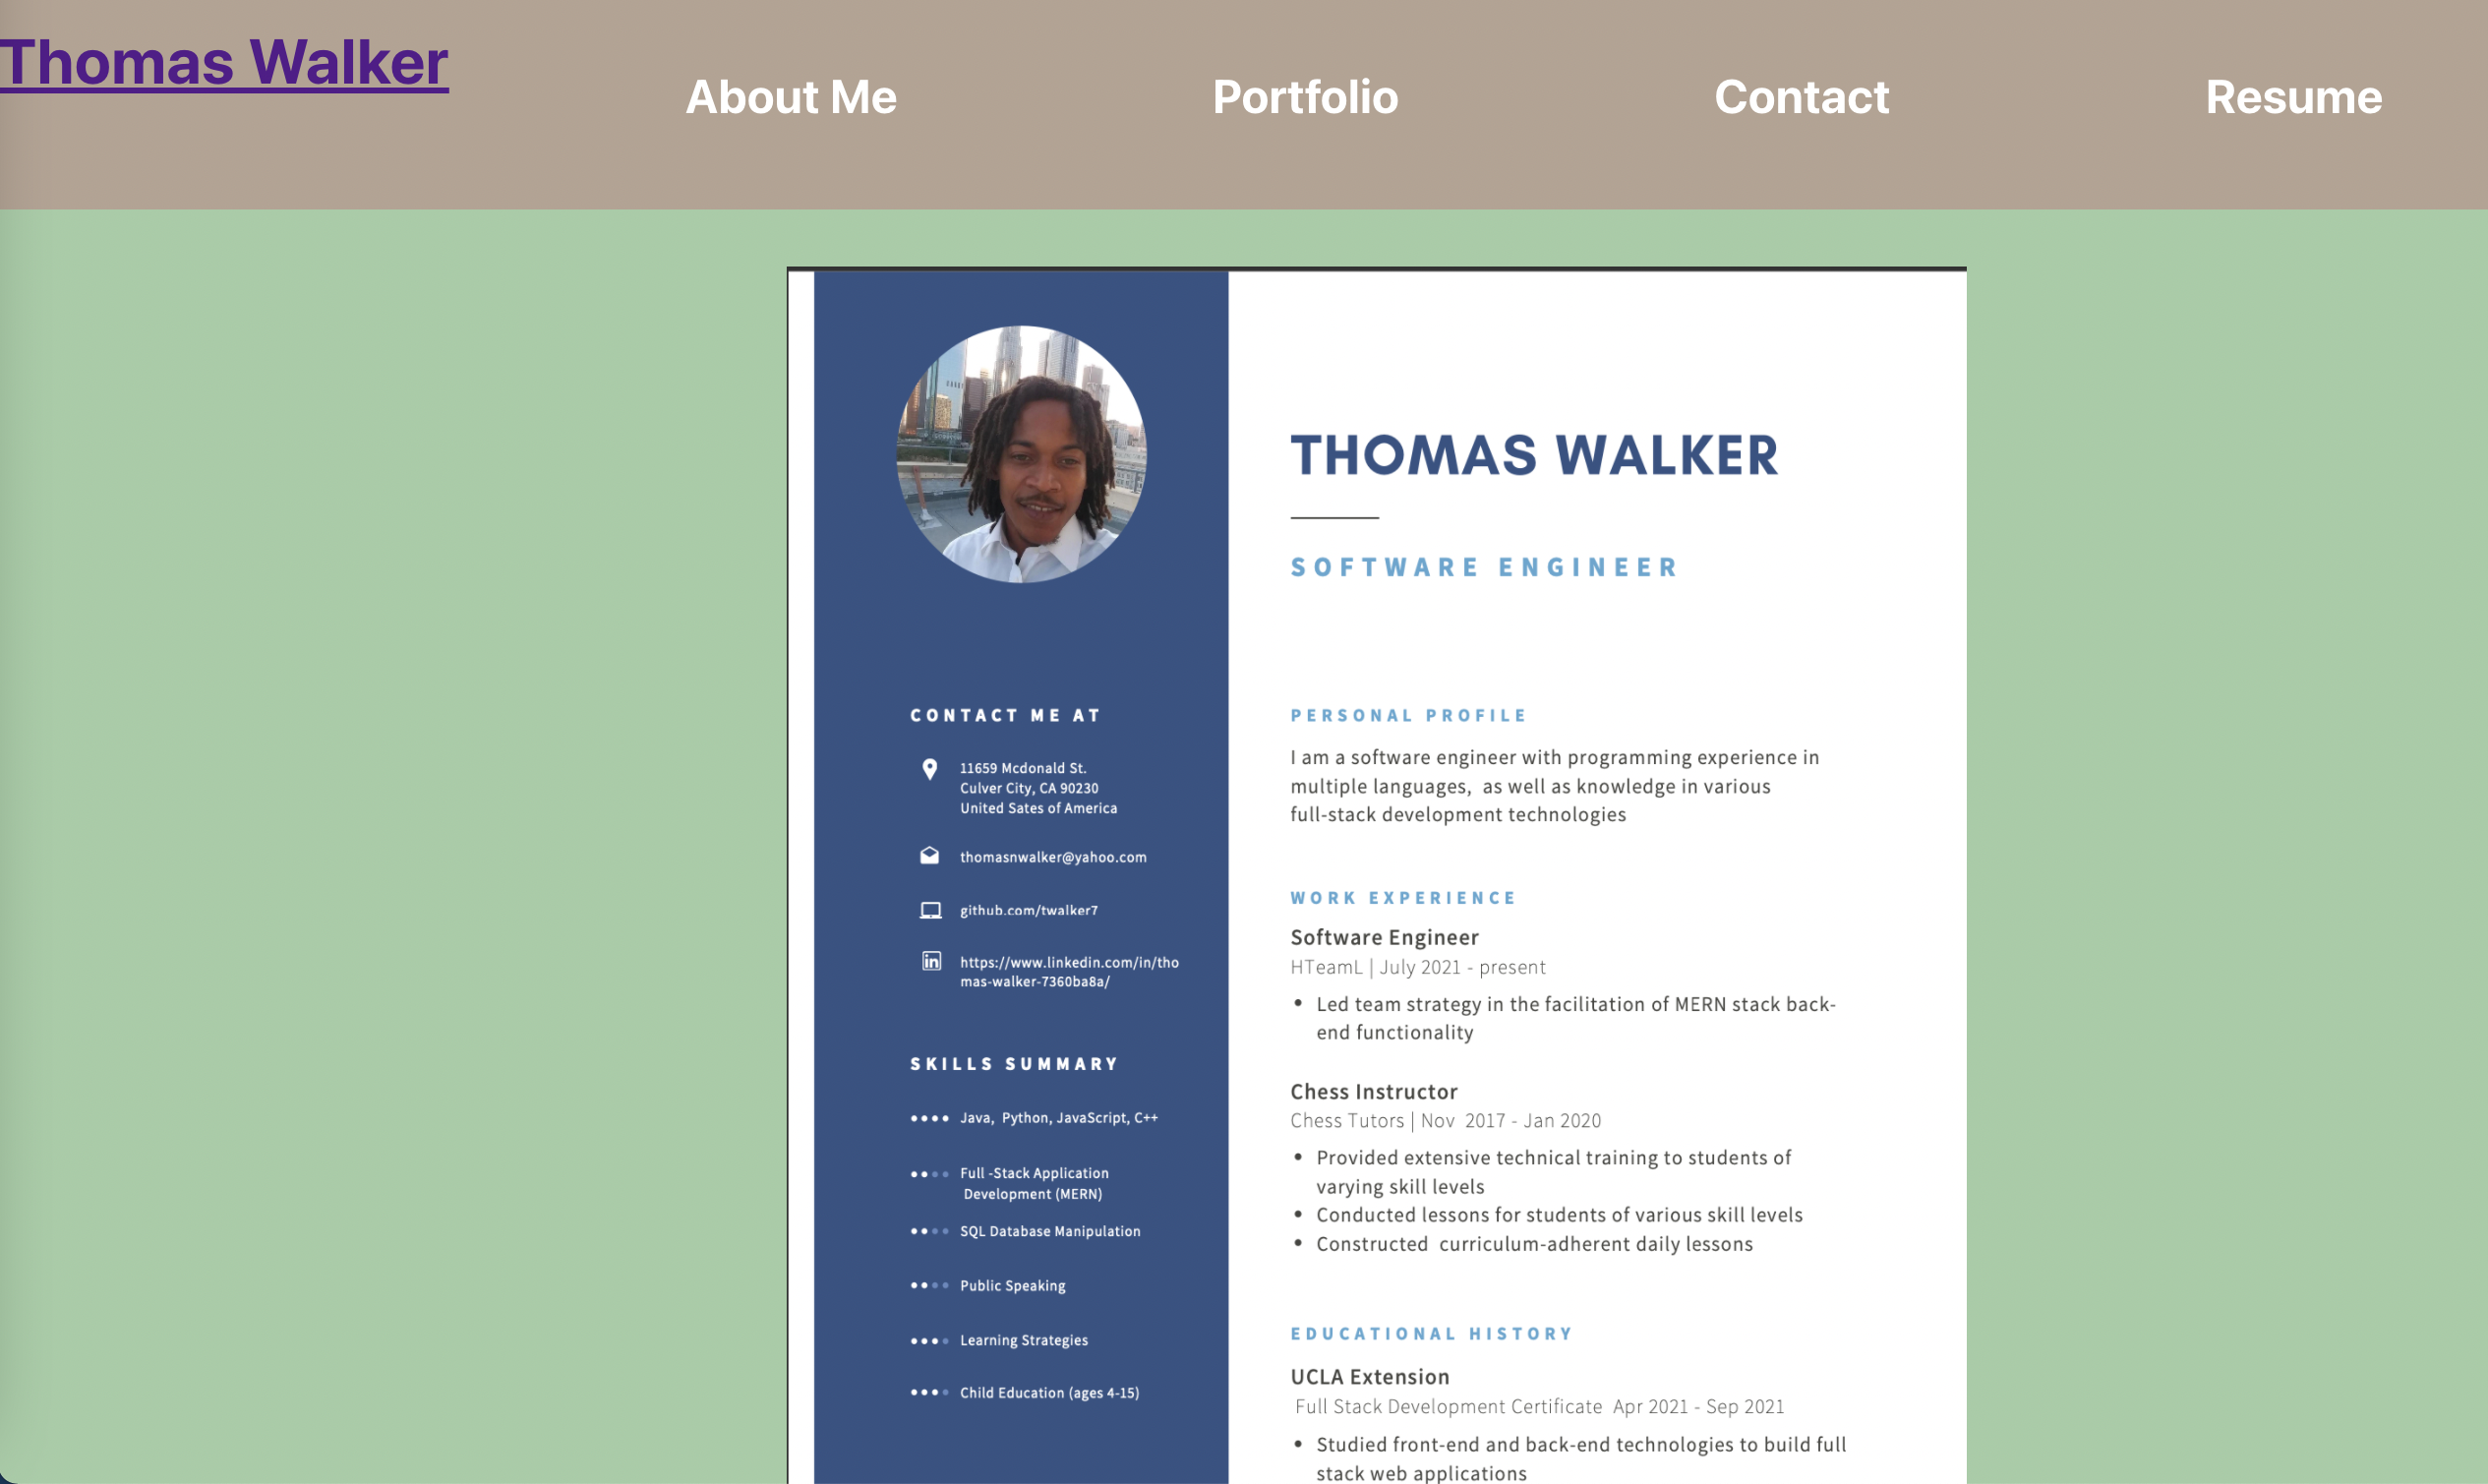 Thomas Walker
About Me
Portfolio
Contact
Resume
THOMAS WALKER
SOFTWARE ENGINEER
CONTACT ME AT
11659 Mcdonald St.
Culver City, CA 90230
United Sates of America
thomasnwalker@yahoo.com
github.com/twalker7
https://www.linkedin.com/in/tho
mas-walker-7360ba8a/
SKILLS SUMMARY
Java,  Python, JavaScript, C++
Full -Stack Application
Development (MERN)
SQL Database Manipulation
Public Speaking
Learning Strategies
Child Education (ages 4-15)
PERSONAL PROFILE
I am a software engineer with programming experience in
multiple languages,  as well as knowledge in various
full-stack development technologies
WORK EXPERIENCE
Software Engineer
HTeamL | July 2021 - present
• Led team strategy in the facilitation of MERN stack back-
end functionality
Chess Instructor
Chess Tutors | Nov  2017 - Jan 2020
• Provided extensive technical training to students of
varying skill levels
• Conducted lessons for students of various skill levels
• Constructed  curriculum-adherent daily lessons
EDUCATIONAL HISTORY
UCLA Extension
Full Stack Development Certificate  Apr 2021 - Sep 2021
• Studied front-end and back-end technologies to build full
stack web applications